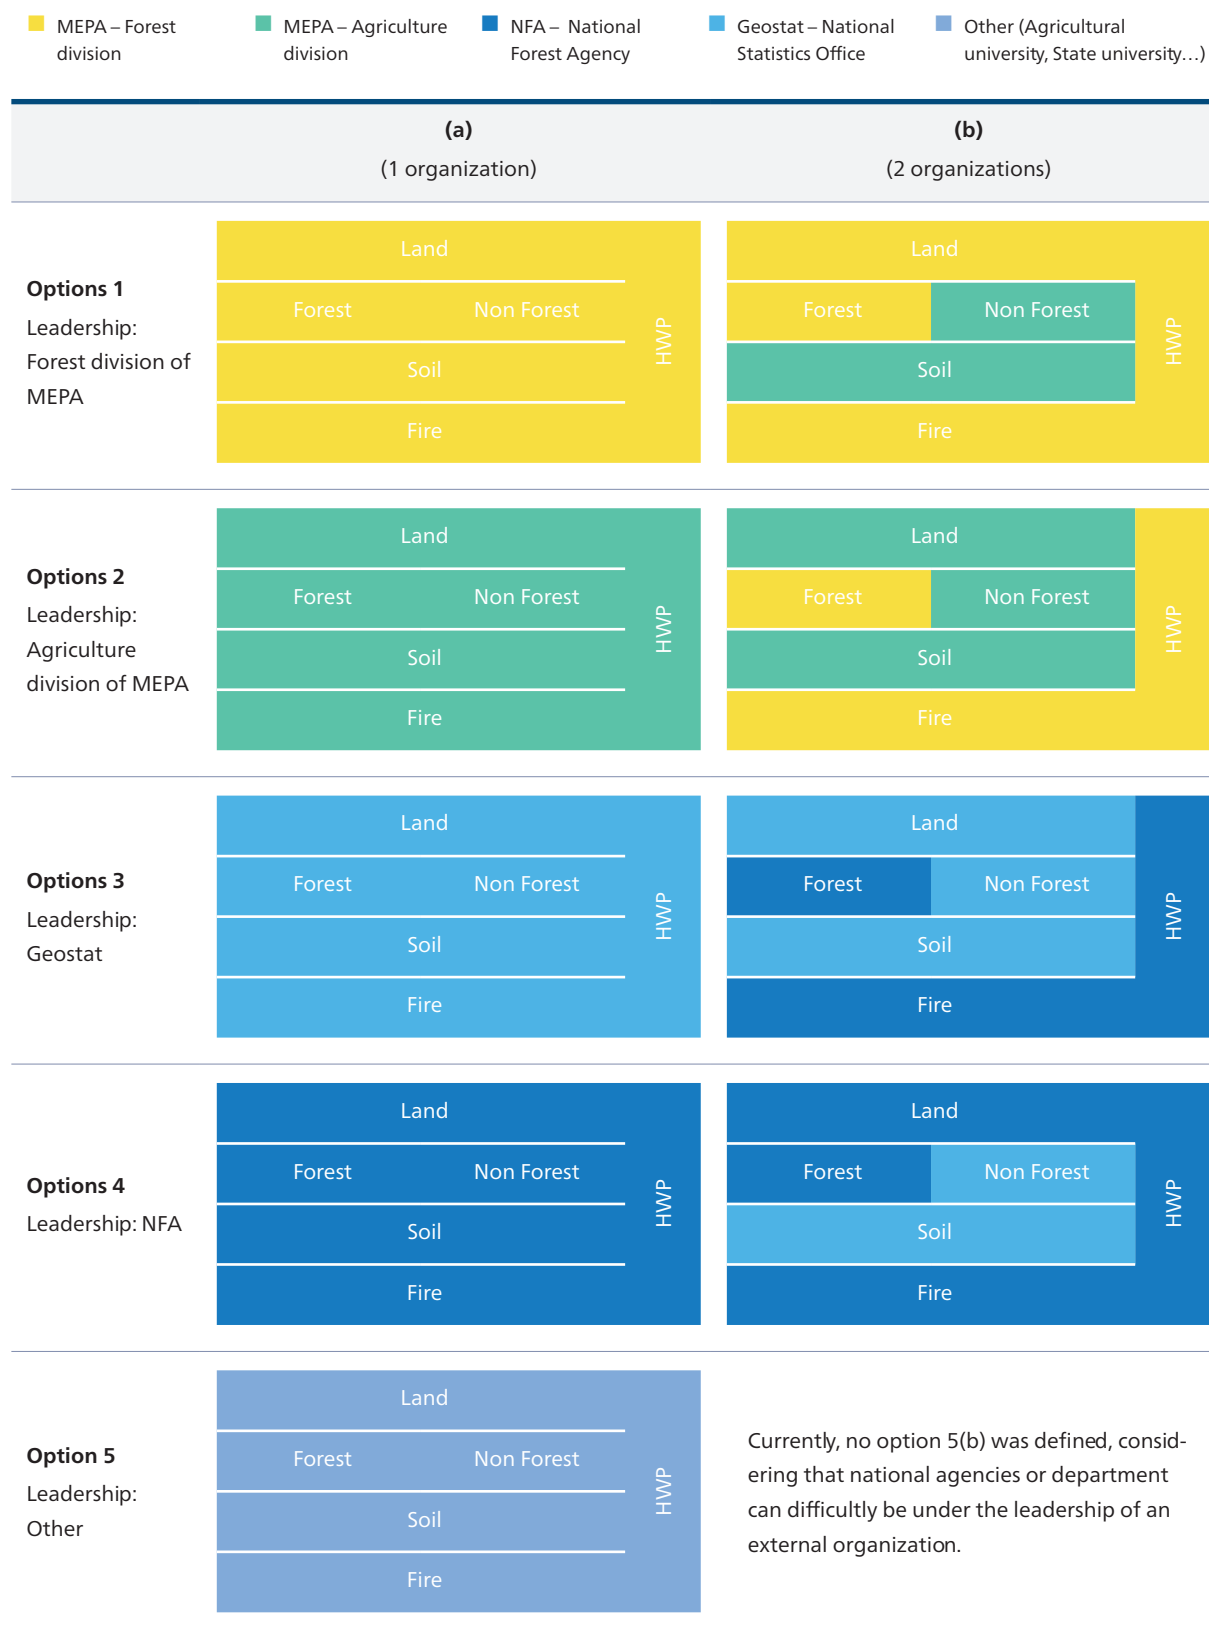 MEPA – Forest
division
MEPA – Agriculture
division
NFA – National
Forest Agency
Geostat – National
Statistics Office
Other (Agricultural
university, State university…)
(a)
(1 organization)
(b)
(2 organizations)
Options 1
Leadership:
Forest division of
MEPA
Land
Forest Non Forest
Soil
Fire
HWP
Land
Forest Non Forest
Soil
Fire
HWP
Options 2
Leadership:
Agriculture
division of MEPA
Land
Forest Non Forest
Soil
Fire
HWP
Land
Forest Non Forest
Soil
Fire
HWP
Options 3
Leadership:
Geostat
Land
Forest Non Forest
Soil
Fire
HWP
Land
Forest Non Forest
Soil
Fire
HWP
Options 4
Leadership: NFA
Land
Forest Non Forest
Soil
Fire
HWP
Land
Forest Non Forest
Soil
Fire
HWP
Option 5
Leadership:
Other
Land
Forest Non Forest
Soil
Fire
HWP
Currently, no option 5(b) was defined, consid-
ering that national agencies or department
can difficultly be under the leadership of an
external organization.